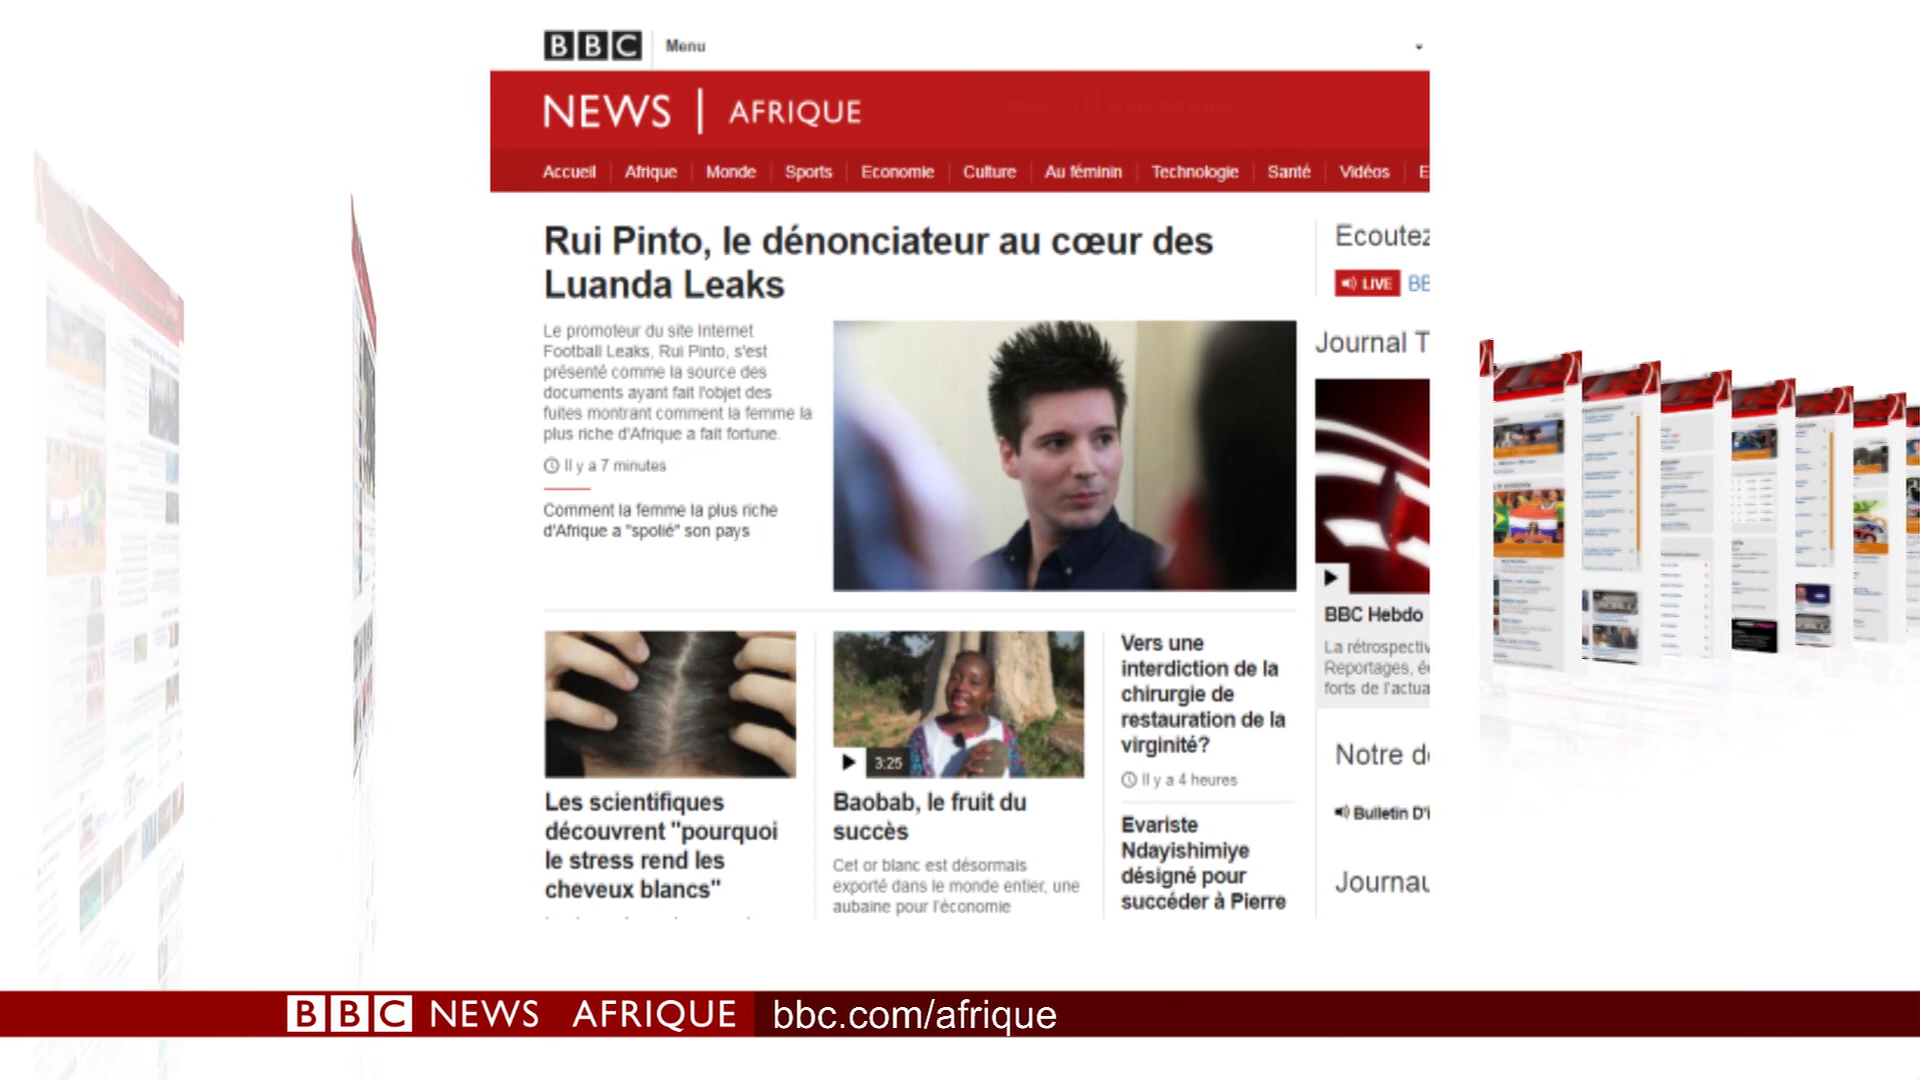 BBC Menu
NEWS | AFRIQUE
Accueil Afrique Monde Sports Economie Culture Au féminin Technologie Santé Vidéos E
Rui Pinto, le dénonciateur au cœur des
Luanda Leaks
Le promoteur du site Internet
Football Leaks, Rui Pinto, s'est
présenté comme la source des
documents ayant fait l'objet des
fuites montrant comment la femme la
plus riche d'Afrique a fait fortune.
Il y a 7 minutes
Comment la femme la plus riche
d'Afrique a "spolié" son pays
3:25
Les scientifiques
découvrent "pourquoi
le stress rend les
cheveux blancs"
Baobab, le fruit du
succès
Cet or blanc est désormais
exporté dans le monde entier, une
aubaine pour l'économie
Vers une
interdiction de la
chirurgie de
restauration de la
virginité?
Il y a 4 heures
Evariste
Ndayishimiye
désigné pour
succéder à Pierre
Ecoutez
LIVE BB
Journal T
BBC Hebdo
La rétrospectiv
Reportages, é
forts de l'actua
Notre d
Bulletin D'i
Journau
BBC NEWS AFRIQUE bbc.com/afrique